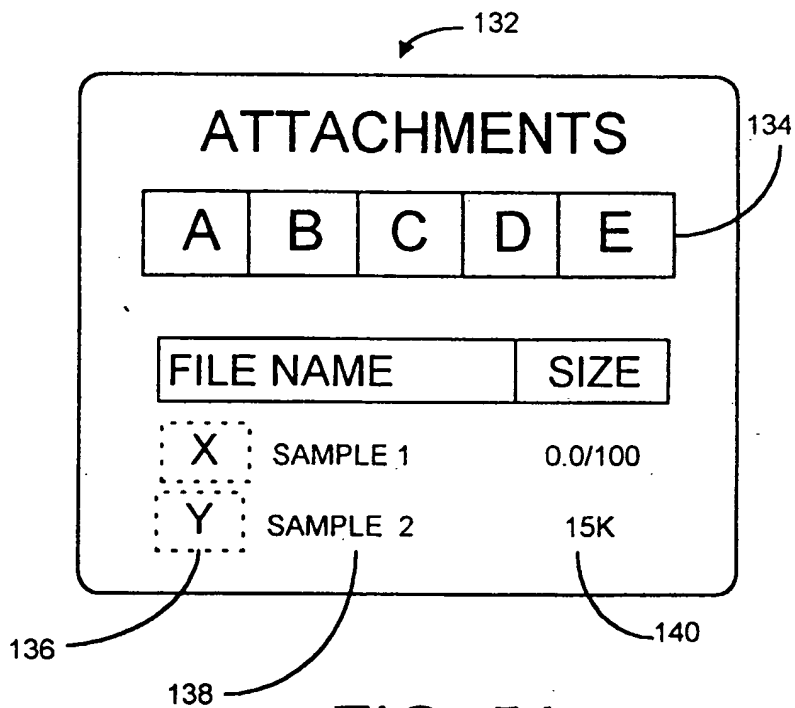 132
ATTACHMENTS
134
A B C D E
FILE NAME SIZE
X SAMPLE 1 0.0/100
Y SAMPLE 2 15K
136
140
138